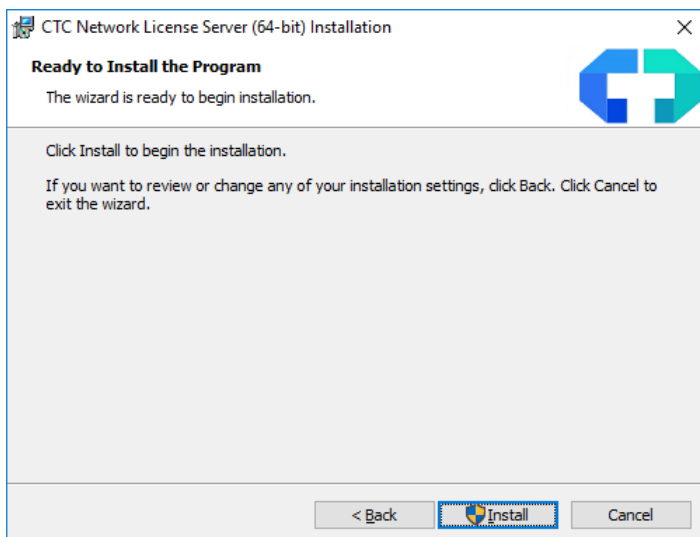 CTC Network License Server (64-bit) Installation
Ready to Install the Program
The wizard is ready to begin installation.
Click Install to begin the installation.
If you want to review or change any of your installation settings, click Back. Click Cancel to
exit the wizard.
< Back Install Cancel